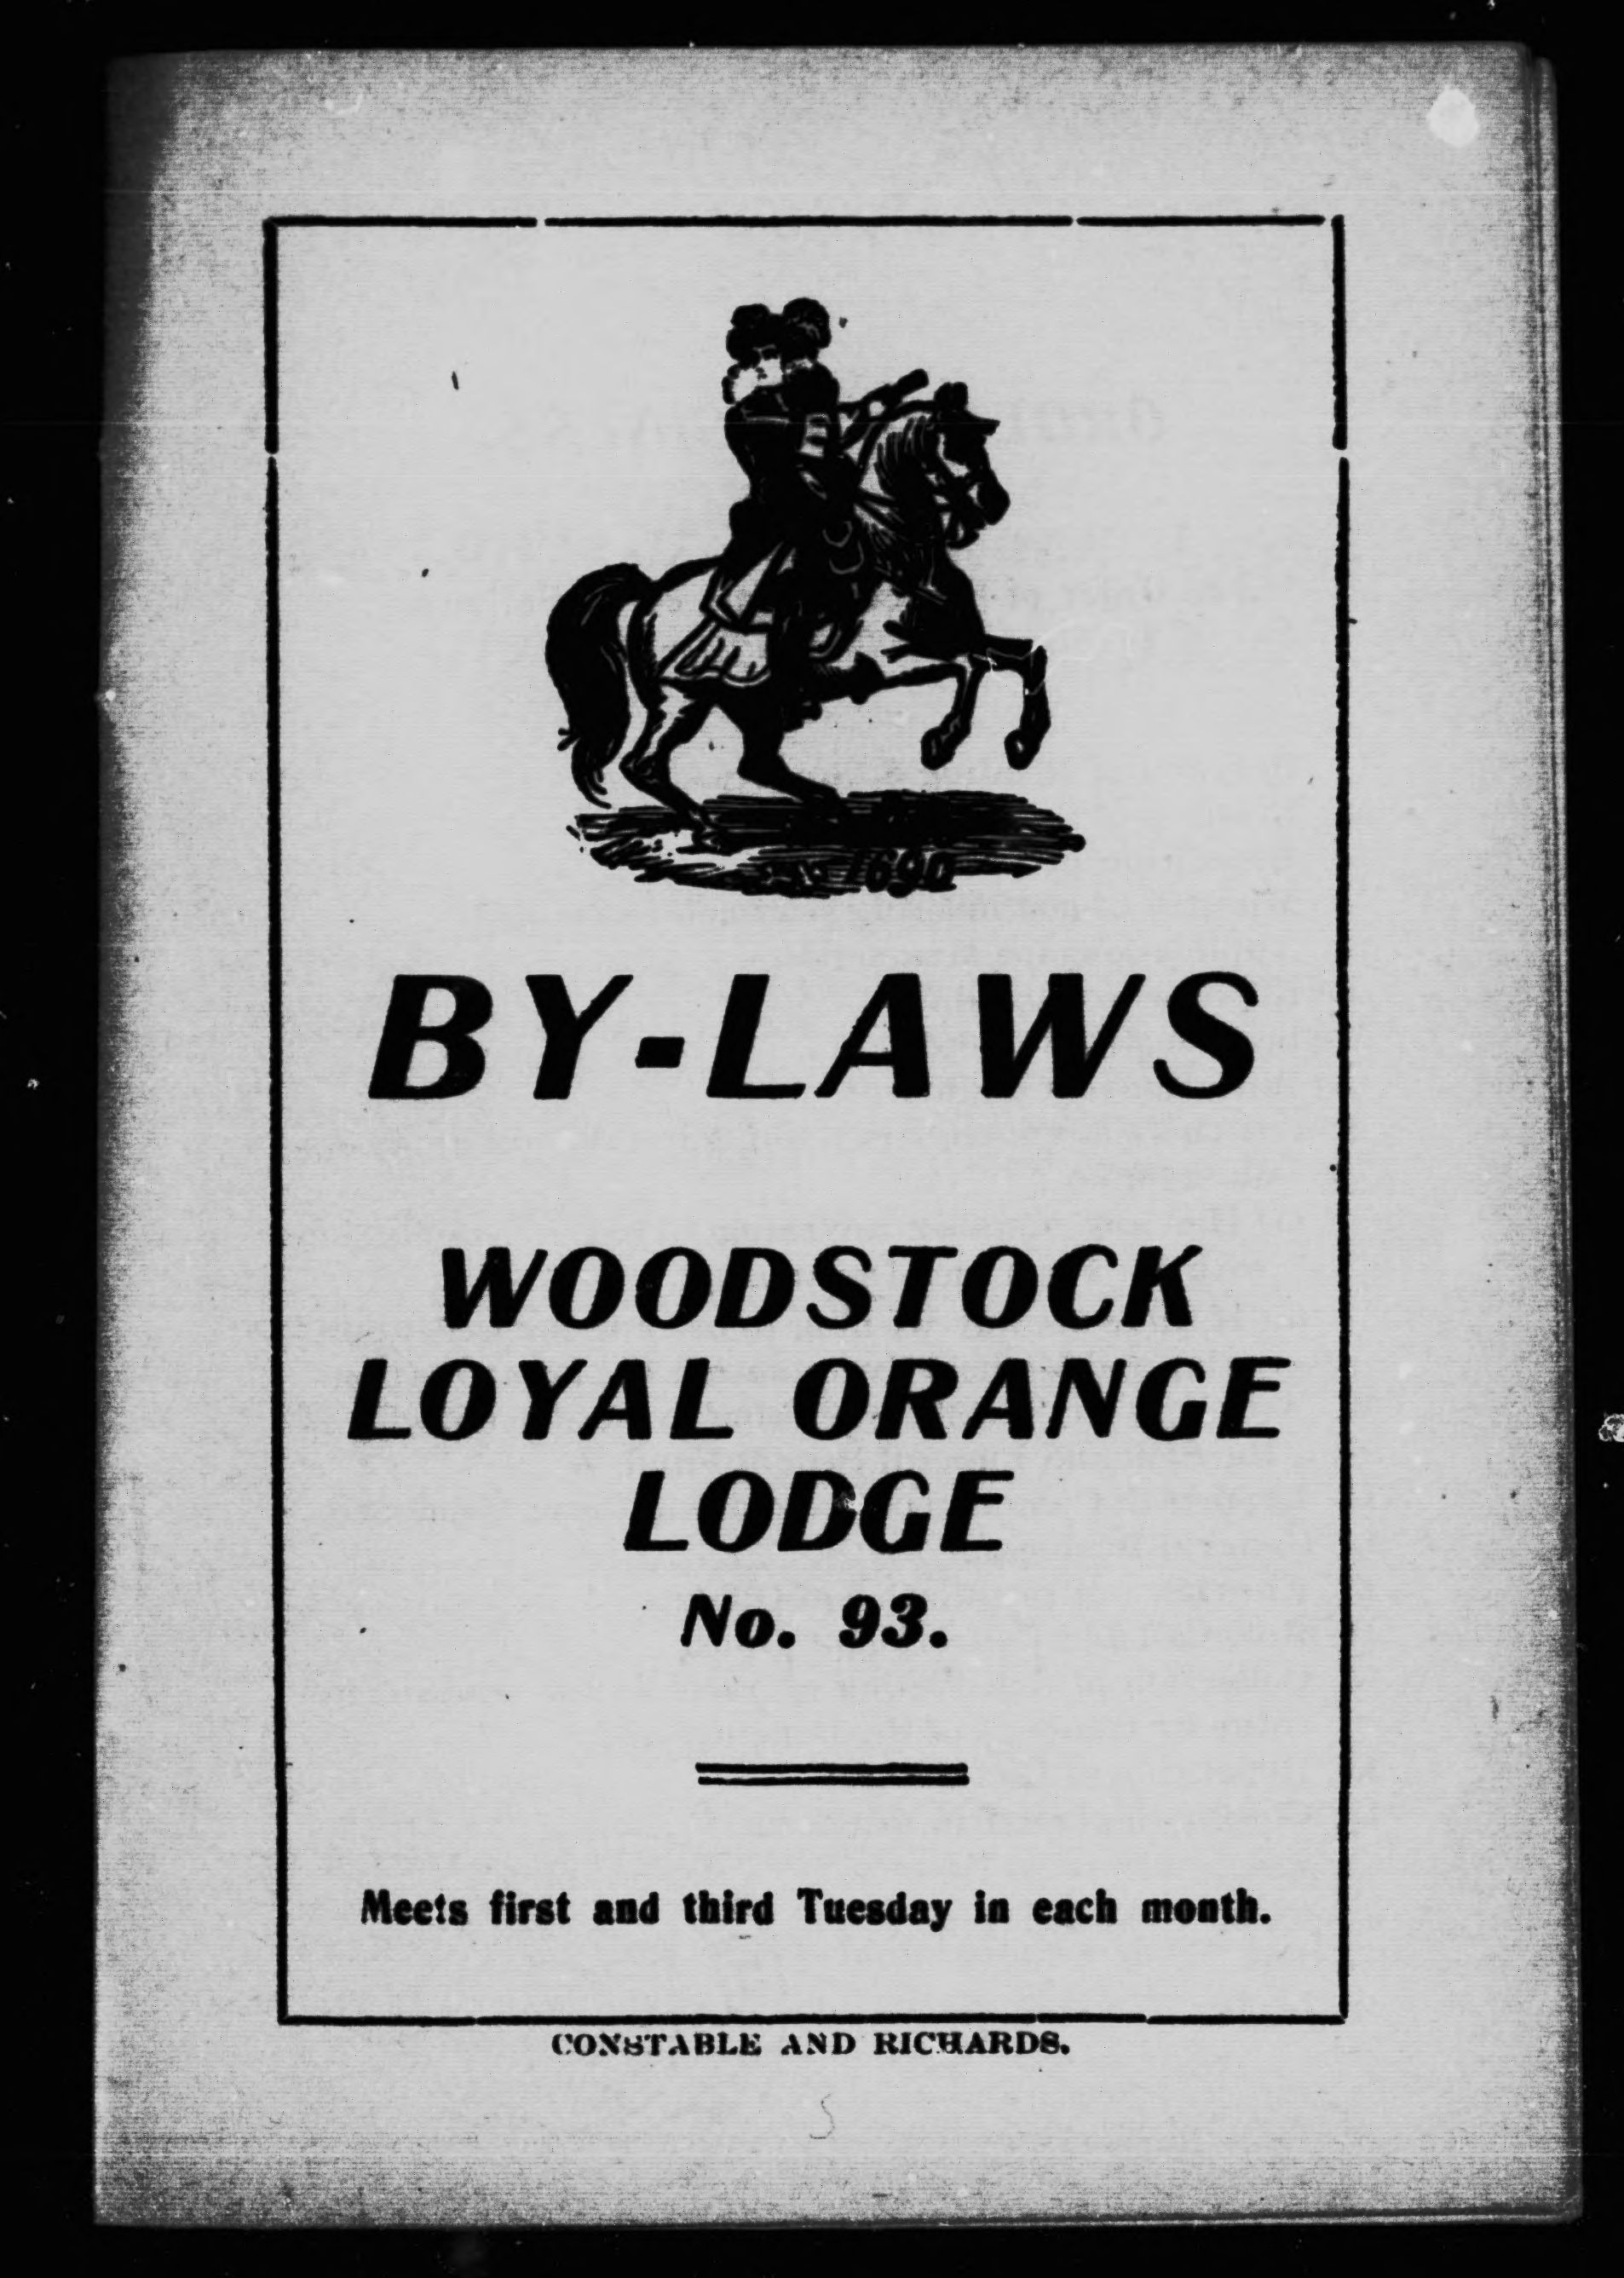 1690
BY-LAWS
WOODSTOCK
LOYAL ORANGE
LODGE
No. 93.
Meets first and third Tuesday in each month.
CONSTABLE AND RICHARDS.